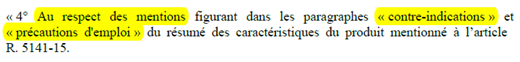 « 4° Au respect des mentions figurant dans les paragraphes « contre-indications » et
« précautions d'emploi » du résumé des caractéristiques du produit mentionné à l’article
R. 5141-15.